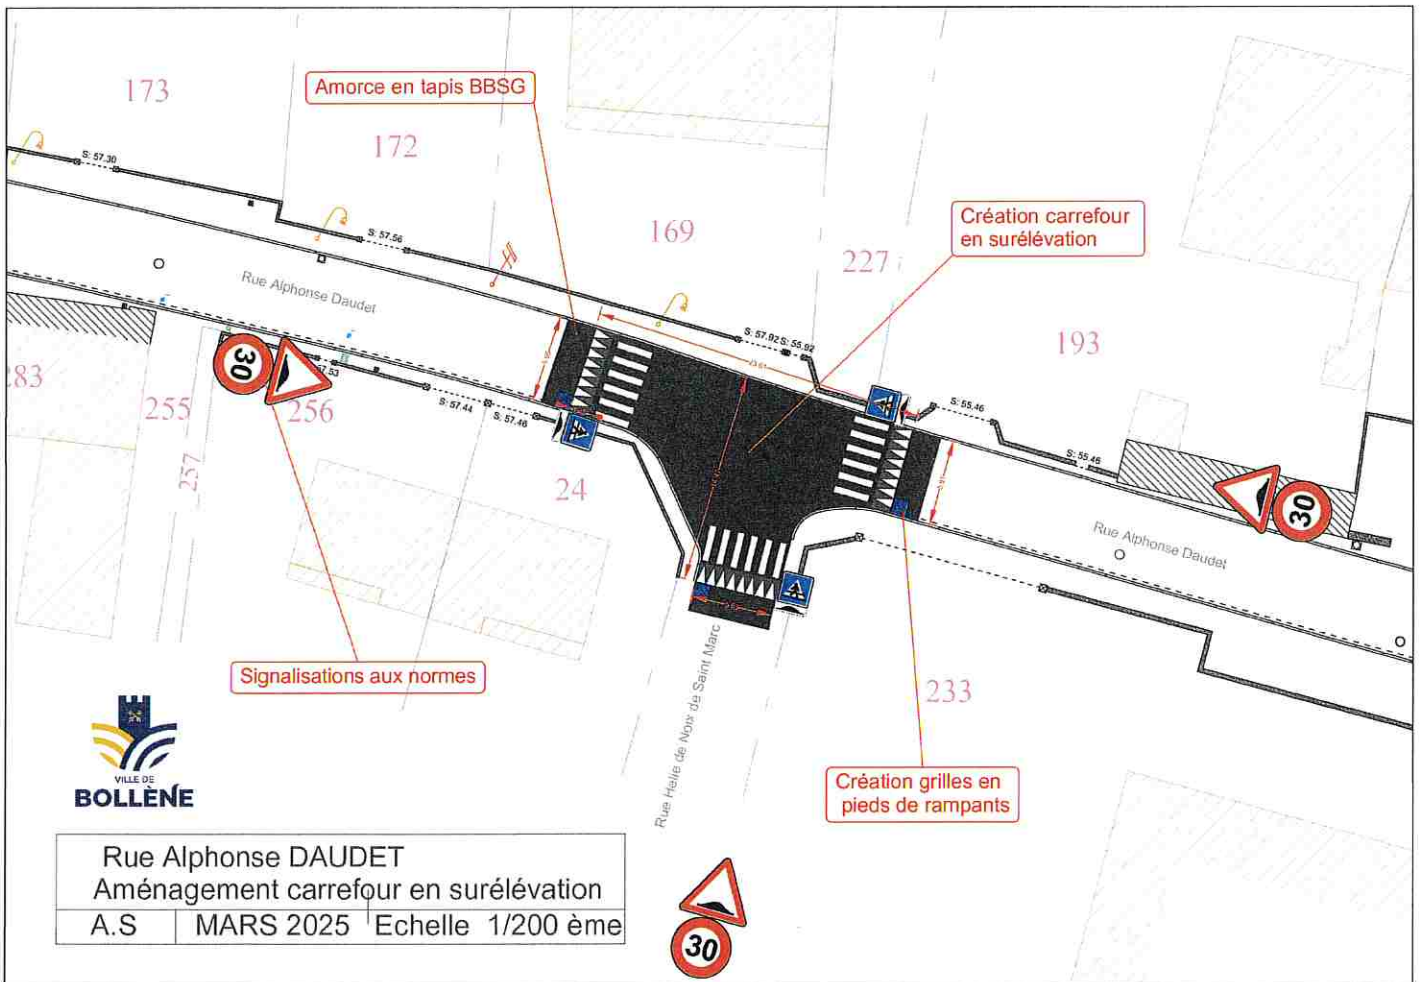 173
Amorce en tapis BBSG
172
S: 57.30
169
Création carrefour
en surélévation
S: 57.56
227
Rue Alphonse Daudet
S: 57.92
S: 55.92
193
30
283
255
256
S: 57.44
S: 57.46
S: 55.46
S: 55.46
257
24
30
Rue Alphonse Daudet
Signalisations aux normes
233
Rue Helie de Noix de Saint Marc
VILLE DE
BOLLÈNE
Création grilles en
pieds de rampants
Rue Alphonse DAUDET
Aménagement carrefour en surélévation
A.S MARS 2025 Echelle 1/200 ème
30